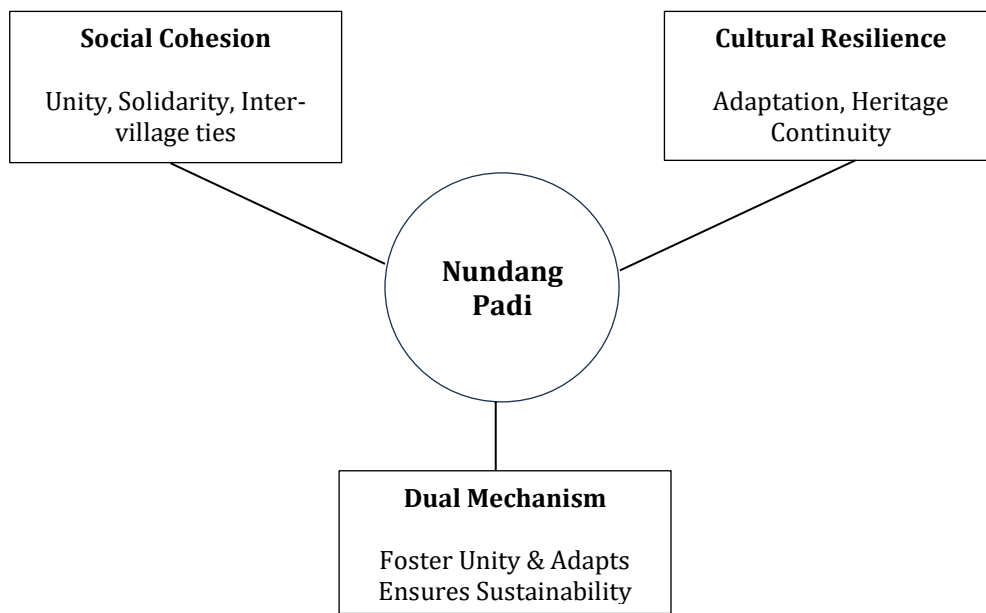 Social Cohesion
Unity, Solidarity, Inter-
village ties
Cultural Resilience
Adaptation, Heritage
Continuity
Nundang
Padi
Dual Mechanism
Foster Unity & Adapts
Ensures Sustainability